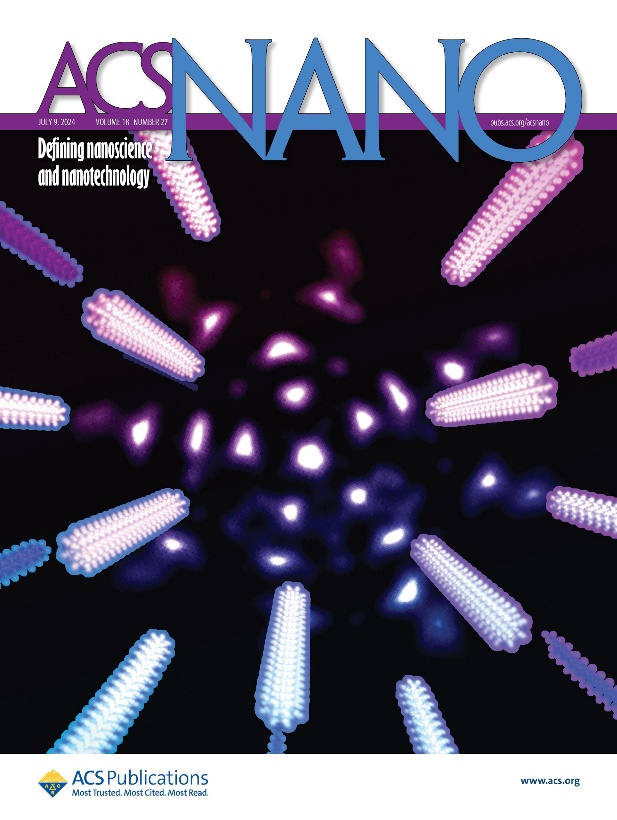 ACS NANO
JULY 9, 2024 VOLUME 18 NUMBER 27 pubs.acs.org/acsnano
Defining nanoscience
and nanotechnology
ACS Publications
Most Trusted. Most Cited. Most Read.
www.acs.org